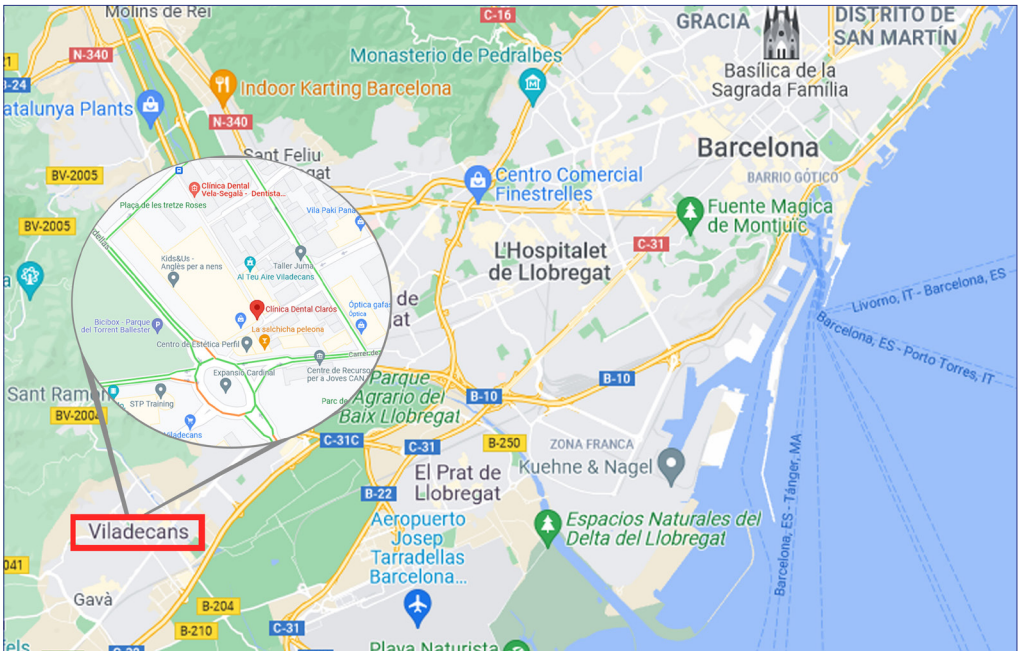 Molins de Rei
C-16
GRACIA
DISTRITO DE
SAN MARTÍN
N-340
Monasterio de Pedralbes
Basílica de la
Sagrada Família
Indoor Karting Barcelona
atalunya Plants
N-340
Barcelona
BARRIO GÓTICO
Sant Feliu
gat
BV-2005
Centro Comercial
Finestrelles
Fuente Magica
de Montjuïc
BV-2005
L'Hospitalet
de Llobregat
C-31
Clínica Dental
Vela-Segalà - Dentista...
Plaça de les tretze Roses
Vila Paki Pana
Kids&Us -
Anglès per a nens
Taller Juma
Al Teu Aire Viladecans
Clínica Dental Clarós
Óptica gafas
Óptica
Bicibox - Parque
del Torrent Ballester
La salchicha peleona
Centro de Estética Perfil
Expansio Cardinal
Centre de Recursos
per a Joves CAN
STP Training
Viladecans
Livorno, IT - Barcelona, ES
Barcelona, ES - Porto Torres, IT
Barcelona, ES - Tánger, MA
B-10
Sant Ramon
BV-2004
Parque
Agrario del
Baix Llobregat
B-10
C-31C
C-31
B-250
ZONA FRANCA
Kuehne & Nagel
El Prat de
Llobregat
B-22
Viladecans
Aeropuerto
Josep
Tarradellas
Barcelona...
Espacios Naturales del
Delta del Llobregat
041
Gavà
B-204
B-210
C-31
Playa Naturista